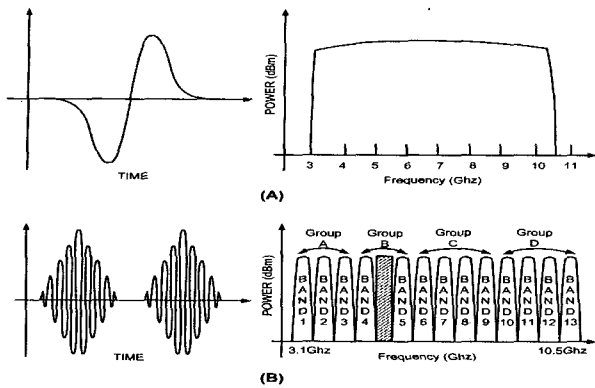 POWER (dBm)
TIME
3 4 5 6 7 8 9 10 11
Frequency (Ghz)
(A)
Group A
Group B
Group C
Group D
POWER (dBm)
BAND 1
BAND 2
BAND 3
BAND 4
BAND 5
BAND 6
BAND 7
BAND 8
BAND 9
BAND 10
BAND 11
BAND 12
BAND 13
TIME
3.1Ghz
Frequency (Ghz)
10.5Ghz
(B)